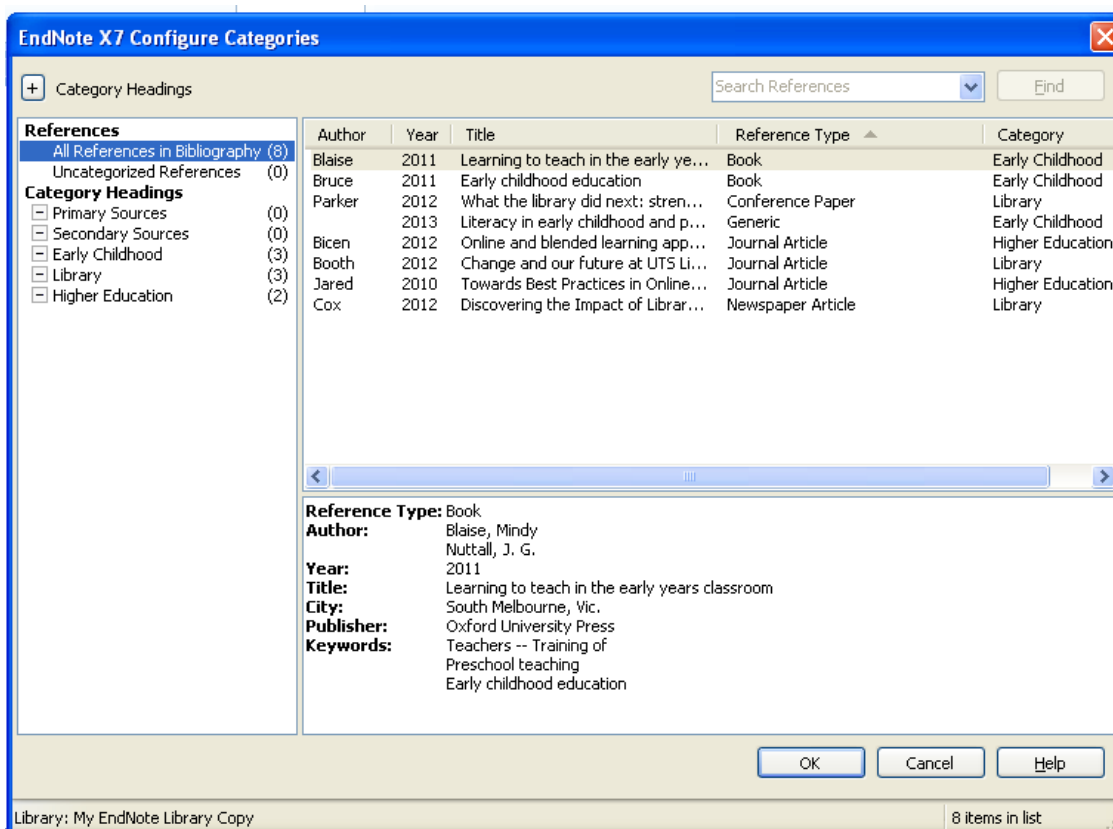 EndNote X7 Configure Categories
+ Category Headings
Search References
Find
References
All References in Bibliography (8)
Uncategorized References (0)
Category Headings
Primary Sources (0)
Secondary Sources (0)
Early Childhood (3)
Library (3)
Higher Education (2)
Author Year Title Reference Type Category
Blaise 2011 Learning to teach in the early ye... Book Early Childhood
Bruce 2011 Early childhood education Book Early Childhood
Parker 2012 What the library did next: stren... Conference Paper Library
2013 Literacy in early childhood and p... Generic Early Childhood
Bicen 2012 Online and blended learning app... Journal Article Higher Education
Booth 2012 Change and our future at UTS Li... Journal Article Library
Jared 2010 Towards Best Practices in Online... Journal Article Higher Education
Cox 2012 Discovering the Impact of Librar... Newspaper Article Library
Reference Type: Book
Author: Blaise, Mindy
Nuttall, J. G.
Year: 2011
Title: Learning to teach in the early years classroom
City: South Melbourne, Vic.
Publisher: Oxford University Press
Keywords: Teachers -- Training of
Preschool teaching
Early childhood education
OK Cancel Help
Library: My EndNote Library Copy
8 items in list